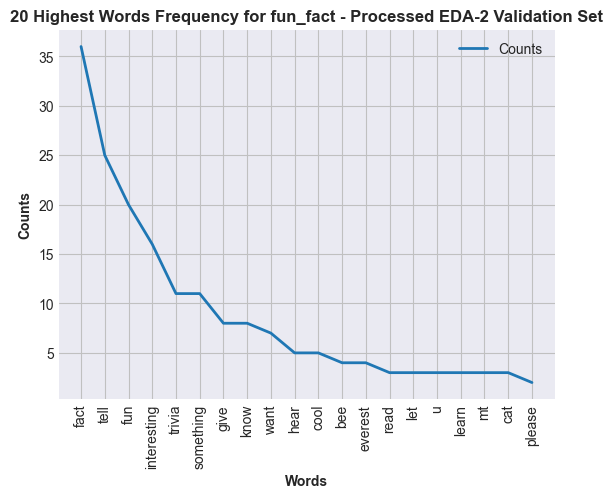 20 Highest Words Frequency for fun_fact - Processed EDA-2 Validation Set
Counts
35
30
25
20
15
10
5
Counts
fact
tell
fun
interesting
trivia
something
give
know
want
hear
cool
bee
everest
read
let
u
learn
mt
cat
please
Words